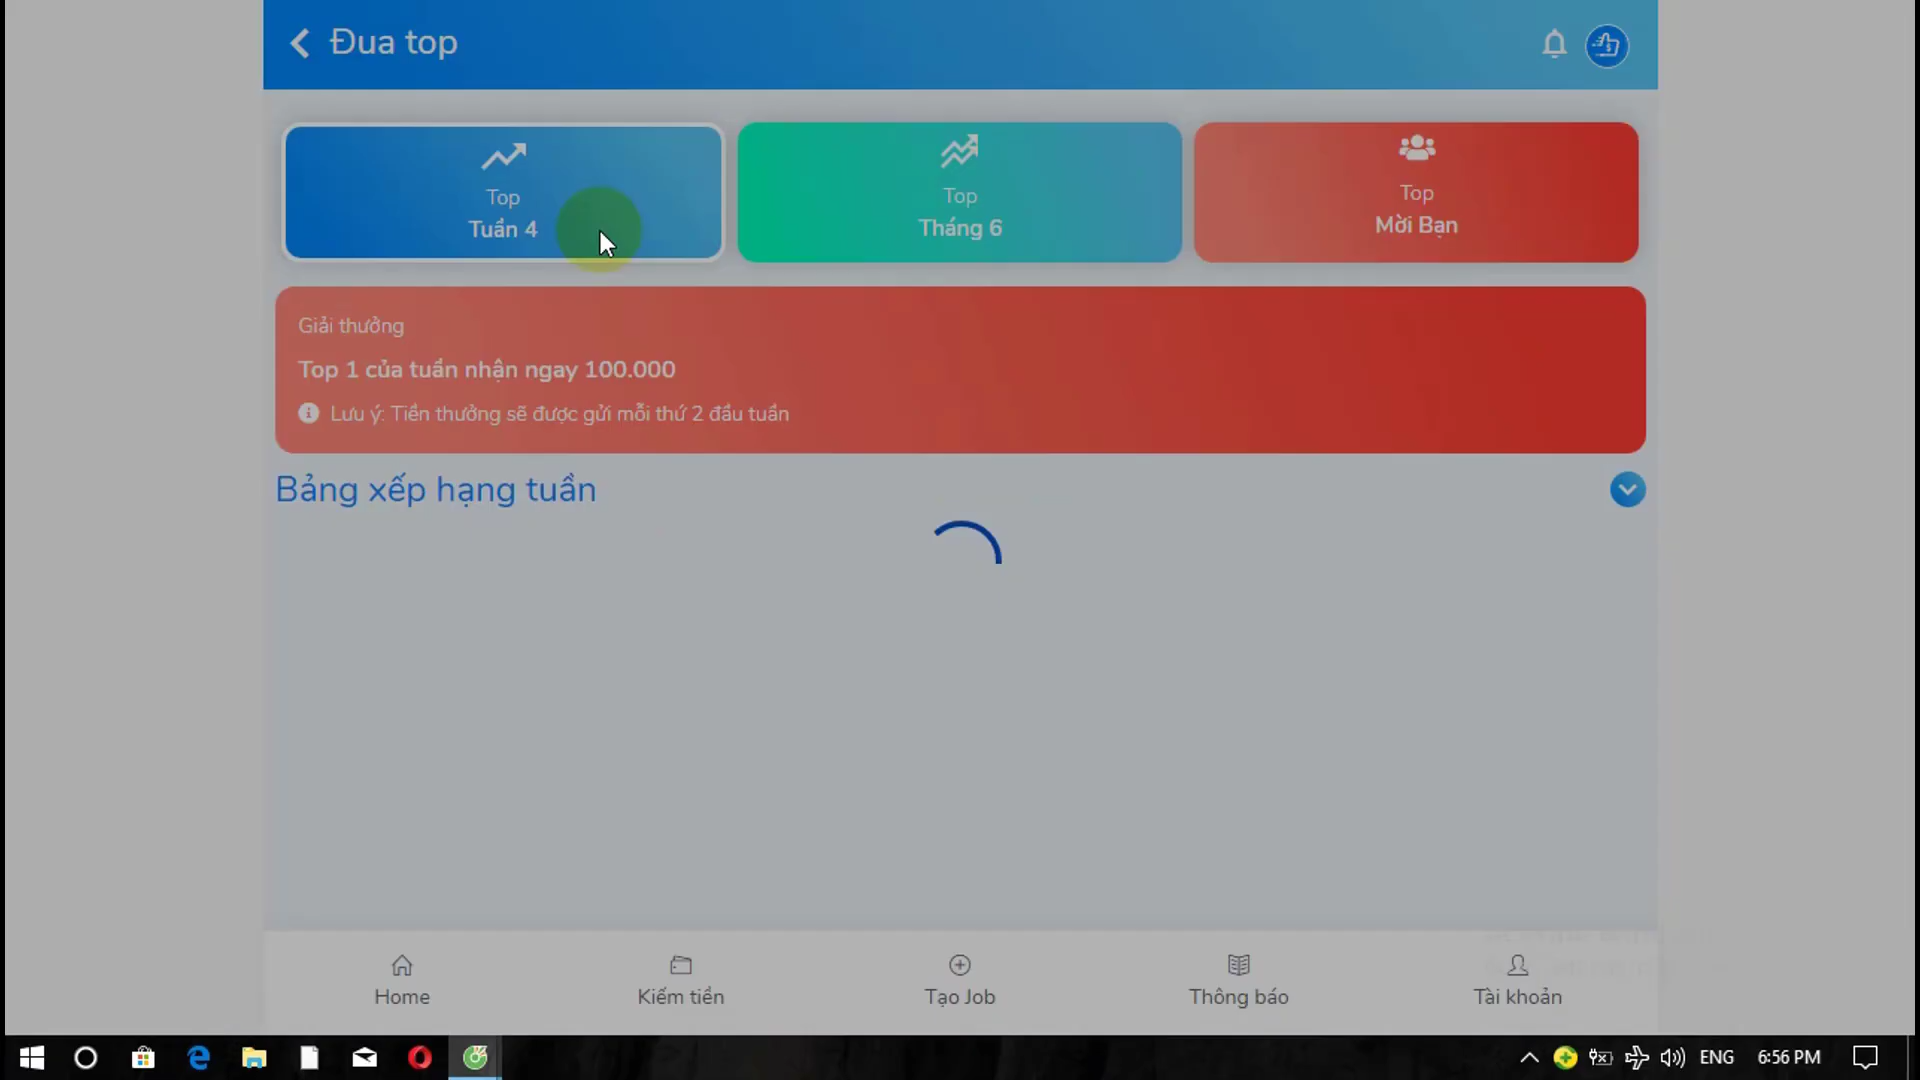 Đua top
Top
Tuần 4
Top
Tháng 6
Top
Mời Bạn
Giải thưởng
Top 1 của tuần nhận ngay 100.000
Lưu ý: Tiền thưởng sẽ được gửi mỗi thứ 2 đầu tuần
Bảng xếp hạng tuần
Home
Kiếm tiền
Tạo Job
Thông báo
Tài khoản
ENG
6:56 PM